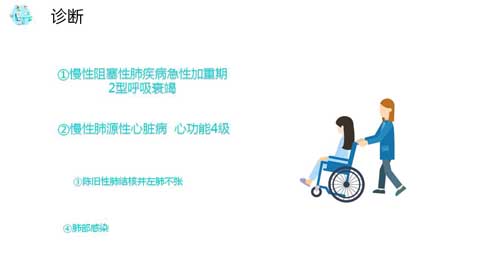 诊断
①慢性阻塞性肺疾病急性加重期
2型呼吸衰竭
②慢性肺源性心脏病 心功能4级
③陈旧性肺结核并左肺不张
④肺部感染